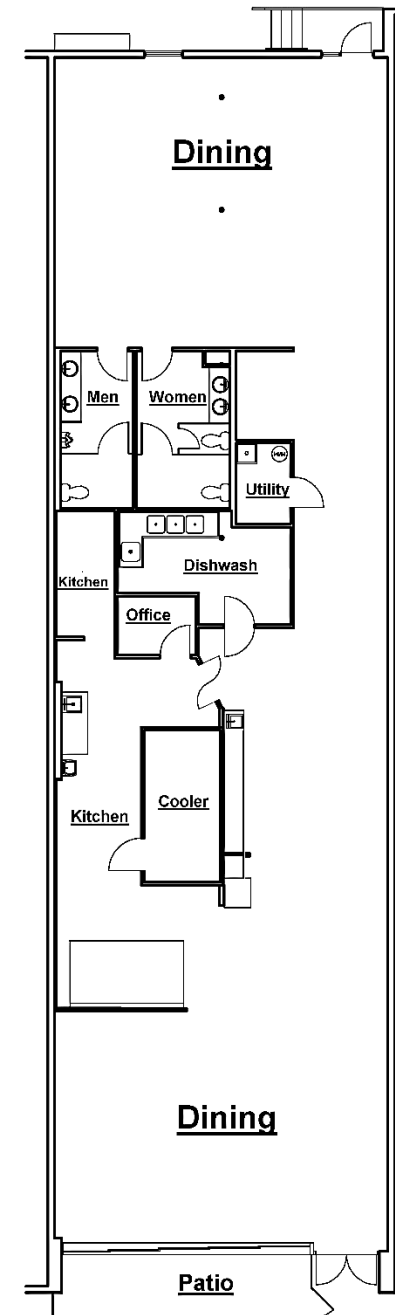 Dining
Men
Women
Utility
Dishwash
Kitchen
Office
Cooler
Kitchen
Dining
Patio